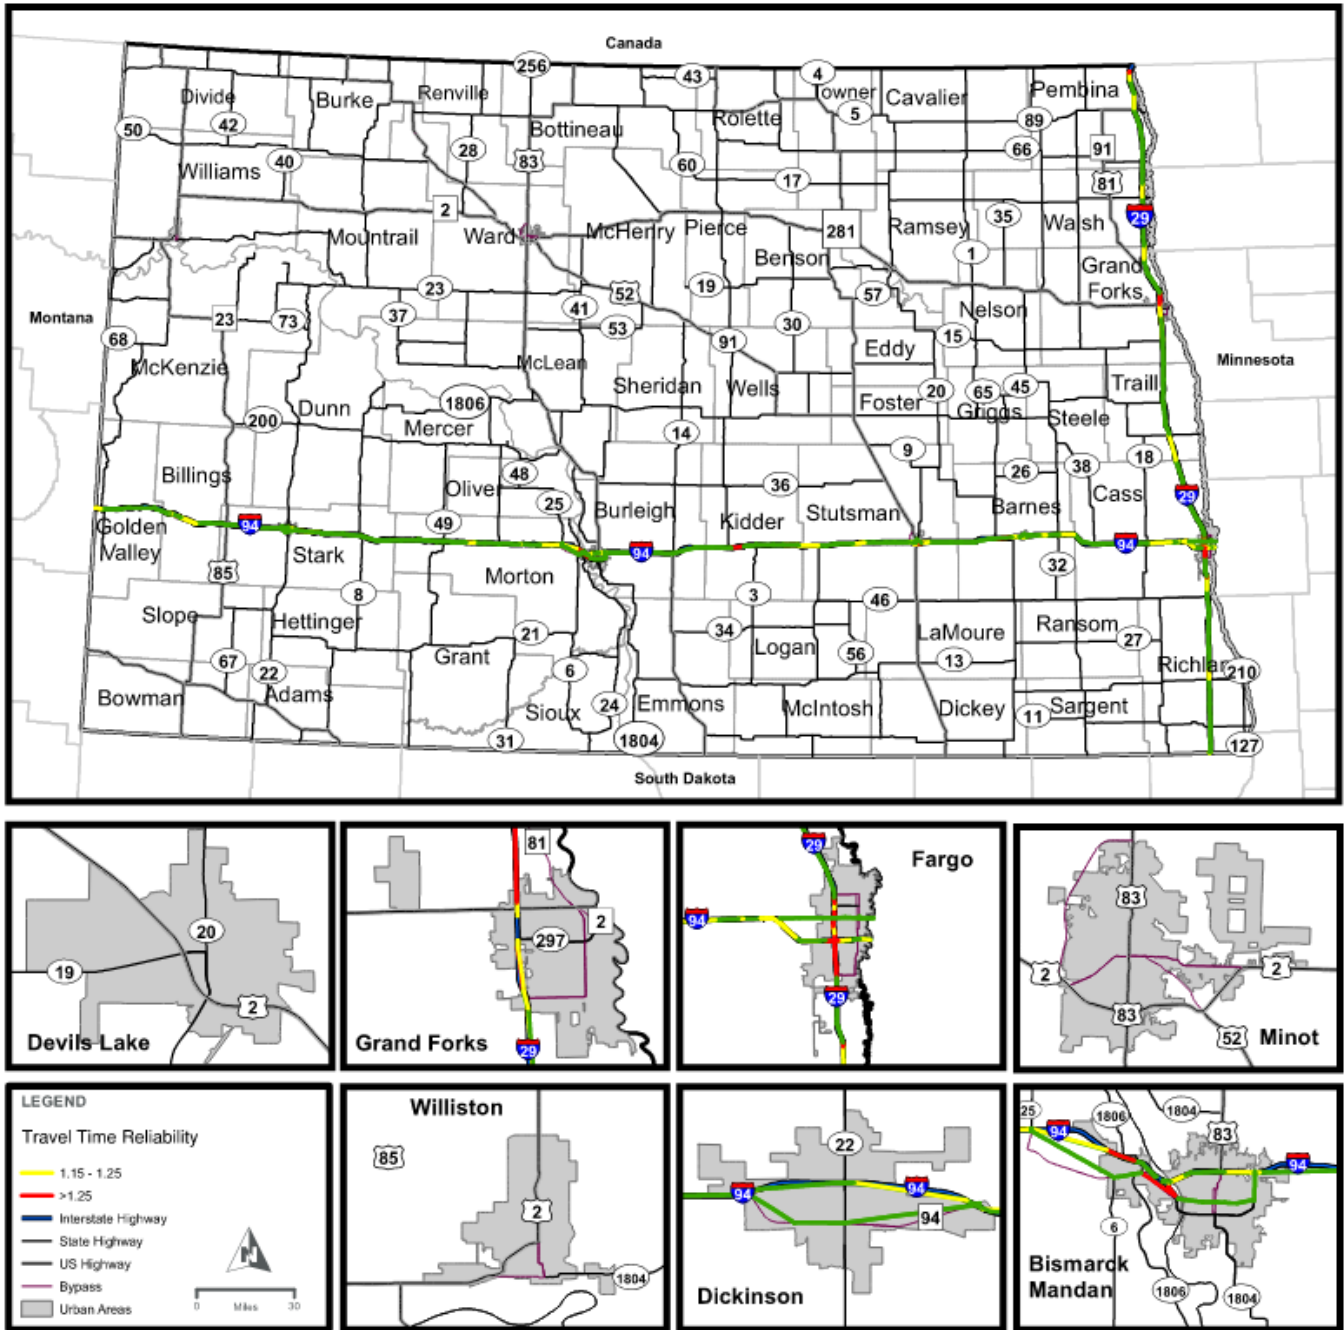 Canada
256
43
4
Divide
Burke
Renville
Towner
Cavalier
Pembina
50
42
Bottineau
Rolette
5
89
Williams
40
28
83
60
17
66
91
81
2
Mountrail
Ward
McHenry
Pierce
281
Ramsey
35
Walsh
29
Benson
1
Grand
Forks
Montana
23
73
23
37
52
41
53
19
30
57
Nelson
15
68
McKenzie
McLean
91
Eddy
Minnesota
Sheridan
Wells
Dunn
1806
Mercer
200
14
Foster
20
65
45
Griggs
Steele
Traill
Billings
48
Oliver
25
Burleigh
36
Kidder
Stutsman
9
26
Barnes
38
Cass
18
29
Golden
Valley
94
Stark
49
94
94
85
Morton
3
46
32
Slope
8
Hettinger
21
34
Logan
56
LaMoure
13
Ransom
27
67
22
Grant
6
Richlan
210
Bowman
Adams
Sioux
24
Emmons
McIntosh
Dickey
11
Sargent
31
1804
127
South Dakota
20
19
2
Devils Lake
81
2
297
Grand Forks
29
29
Fargo
94
29
83
2
2
83
52
Minot
LEGEND
Travel Time Reliability
1.15 - 1.25
>1.25
Interstate Highway
State Highway
US Highway
Bypass
Urban Areas
N
0
30
Miles
Williston
85
2
1804
22
94
94
94
Dickinson
25
94
1806
1804
83
94
6
Bismarck
Mandan
1806
1804